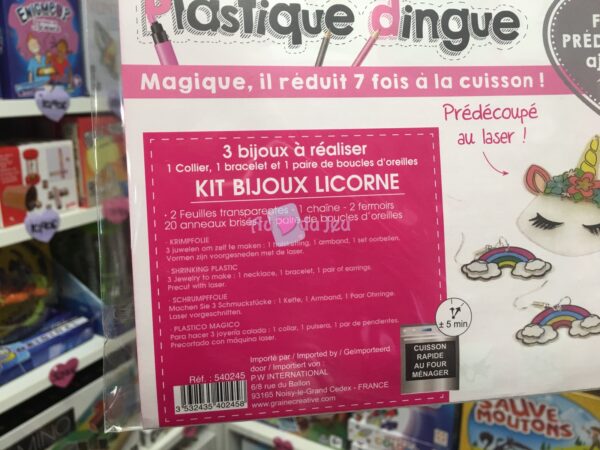 Plastique dingue
Magique, il réduit 7 fois à la cuisson !
Prédécoupé
au laser !
3 bijoux à réaliser
1 Collier, 1 bracelet et 1 paire de boucles d'oreilles
KIT BIJOUX LICORNE
· 2 Feuilles transparentes · 1 chaîne · 2 fermoirs
20 anneaux brisés · 1 paire de boucles d'oreilles
· KRIMPFOLIE
3 juwelen om zelf te maken : 1 halsketting, 1 armband, 1 set oorbellen.
Vormen zijn voorgesneden met de laser.
· SHRINKING PLASTIC
3 Jewelry to make : 1 necklace, 1 bracelet, 1 pair of earrings.
Precut with laser.
· SCHRUMPFFOLIE
Machen Sie 3 Schmuckstücke : 1 Kette, 1 Armband, 1 Paar Ohrringe.
Laser vorgeschnitten.
· PLASTICO MAGICO
Para hacer 3 joyería calada : 1 collar, 1 pulsera, 1 par de pendientes.
Precortado con máquina laser.
± 5 min
CUISSON
RAPIDE
AU FOUR
MÉNAGER
Importé par / Imported by / Geïmporteerd
door / Importiert von :
PW INTERNATIONAL
6/8 rue du Ballon
93165 Noisy-le-Grand Cedex - FRANCE
www.grainecreative.com
Réf. : 540245
3 532435 402458
SAUVE
MOUTONS